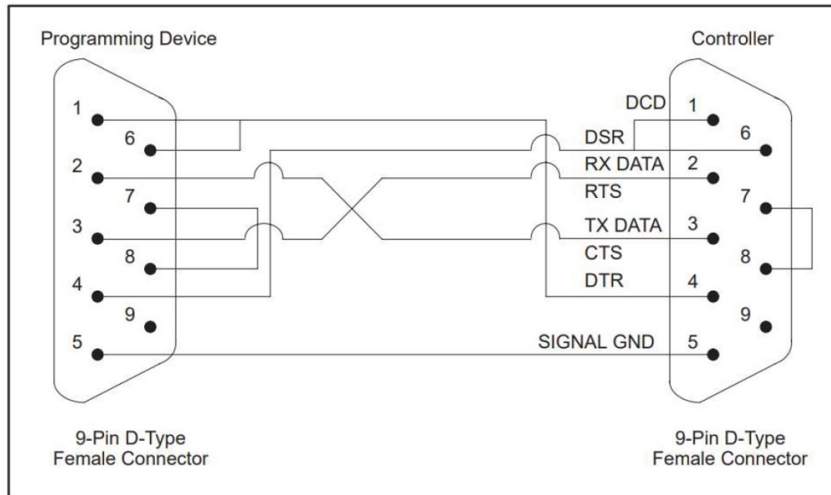 Programming Device
Controller
1
6
2
7
3
8
4
9
5
DCD
DSR
RX DATA
RTS
TX DATA
CTS
DTR
SIGNAL GND
1
6
2
7
3
8
4
9
5
9-Pin D-Type
Female Connector
9-Pin D-Type
Female Connector